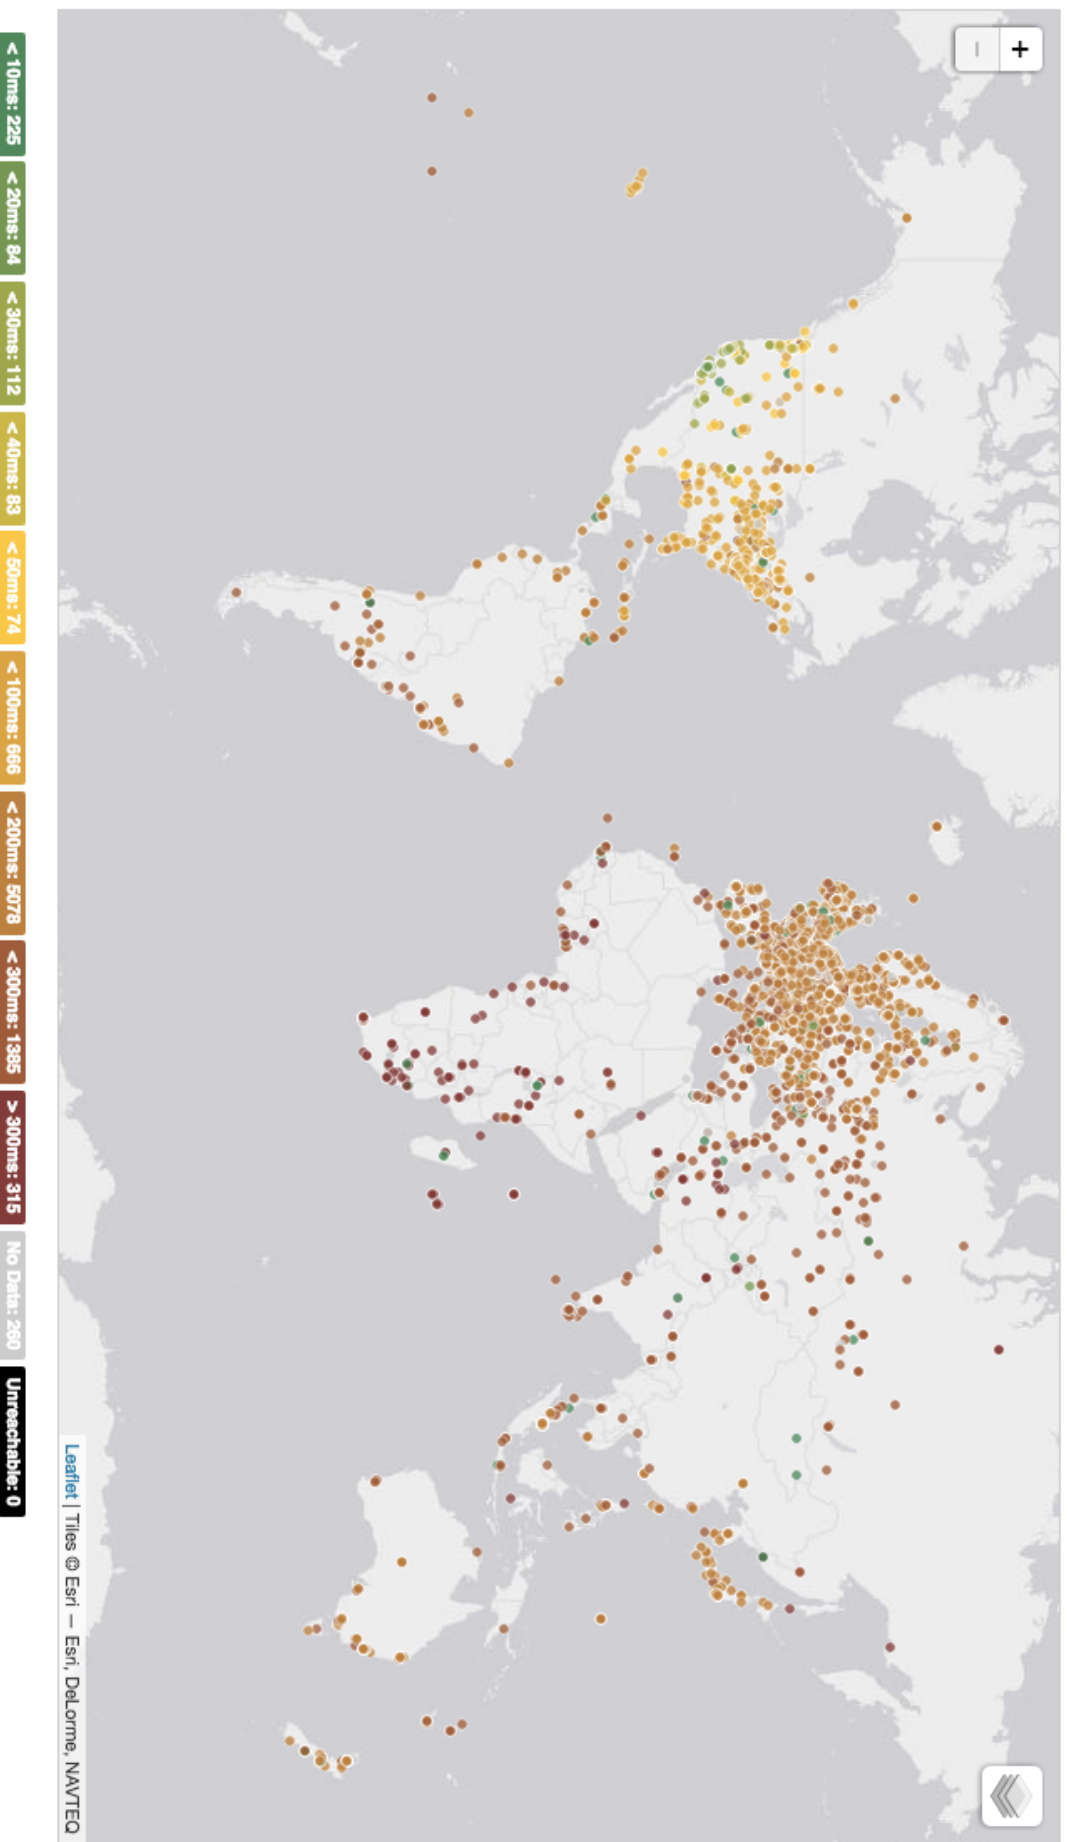 +
−
< 10ms: 225
< 20ms: 84
< 30ms: 112
< 40ms: 83
< 50ms: 74
< 100ms: 666
< 200ms: 5078
< 300ms: 1385
> 300ms: 315
No Data: 260
Unreachable: 0
Leaflet | Tiles © Esri — Esri, DeLorme, NAVTEQ